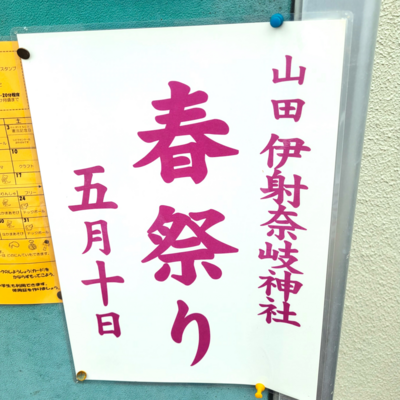 山田 伊射奈岐神社
春祭り
五月十日